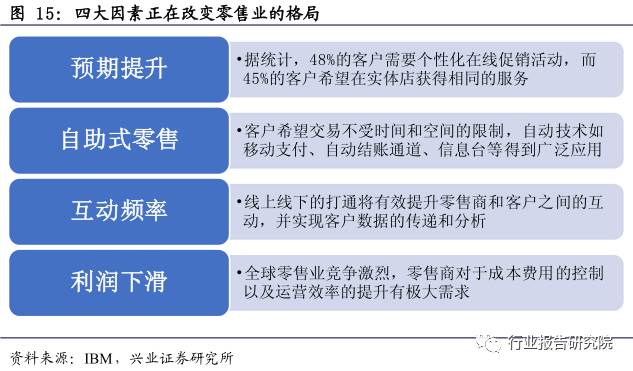 图 15：四大因素正在改变零售业的格局
预期提升
•据统计，48%的客户需要个性化在线促销活动，而
45%的客户希望在实体店获得相同的服务
自助式零售
•客户希望交易不受时间和空间的限制，自动技术如
移动支付、自动结账通道、信息台等得到广泛应用
互动频率
•线上线下的打通将有效提升零售商和客户之间的互
动，并实现客户数据的传递和分析
利润下滑
•全球零售业竞争激烈，零售商对于成本费用的控制
以及运营效率的提升有极大需求
行业报告研究院
资料来源：IBM，兴业证券研究所